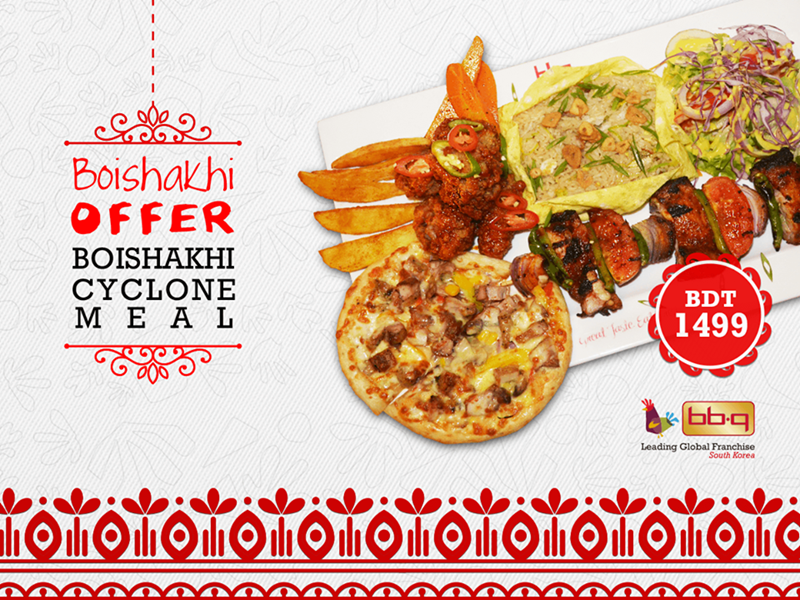 Boishakhi
OFFER
BOISHAKHI
CYCLONE
MEAL
BDT
1499
bb.q
Leading Global Franchise
South Korea